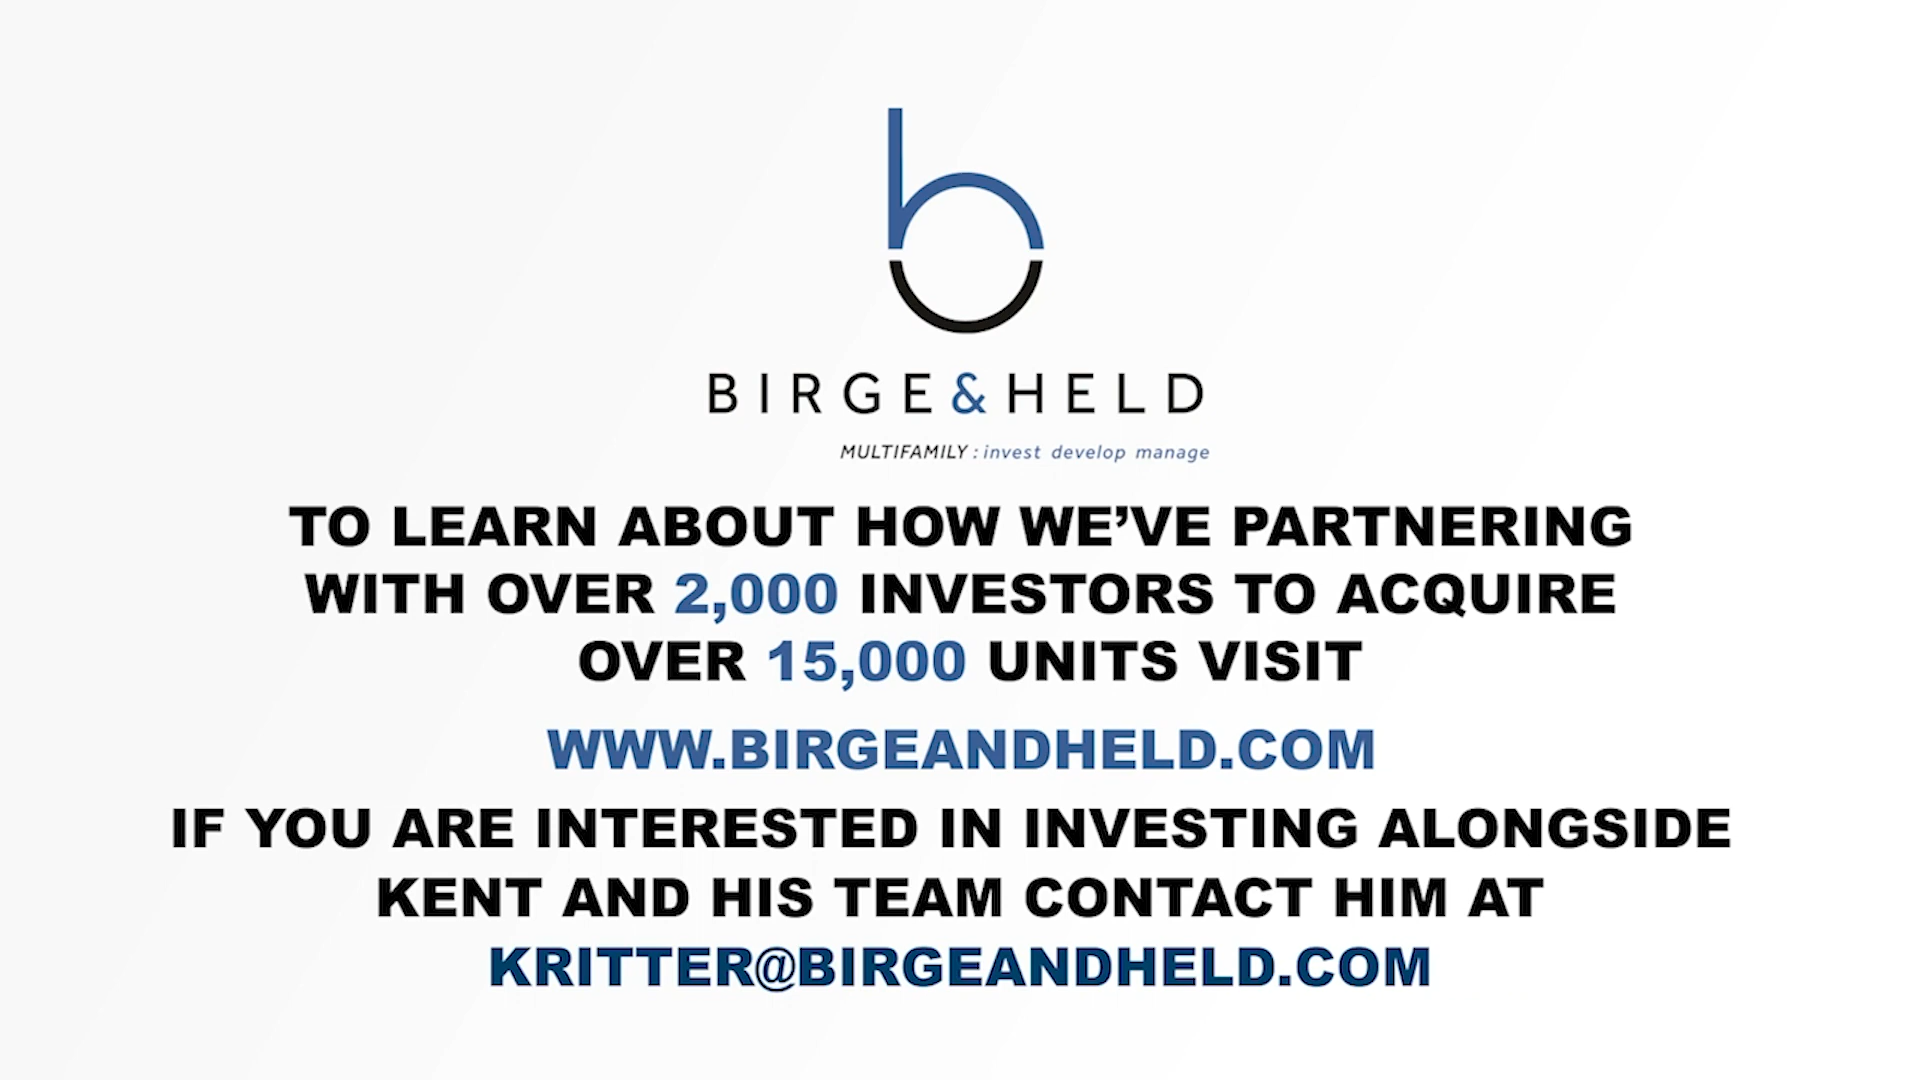 b
BIRGE&HELD
MULTIFAMILY : invest develop manage
TO LEARN ABOUT HOW WE’VE PARTNERING
WITH OVER 2,000 INVESTORS TO ACQUIRE
OVER 15,000 UNITS VISIT
WWW.BIRGEANDHELD.COM
IF YOU ARE INTERESTED IN INVESTING ALONGSIDE
KENT AND HIS TEAM CONTACT HIM AT
KRITTER@BIRGEANDHELD.COM